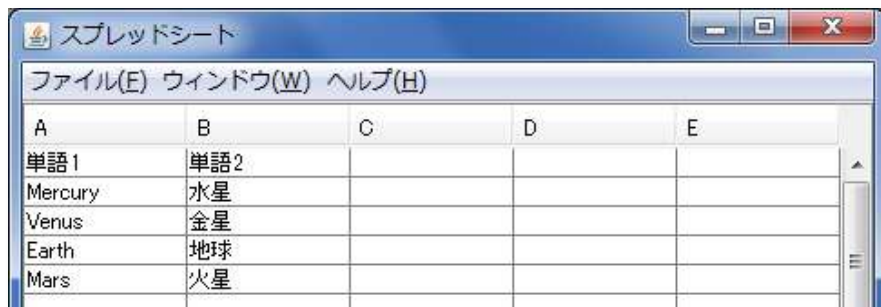 スプレッドシート
ファイル(F) ウィンドウ(W) ヘルプ(H)
A B C D E
単語1 単語2
Mercury 水星
Venus 金星
Earth 地球
Mars 火星